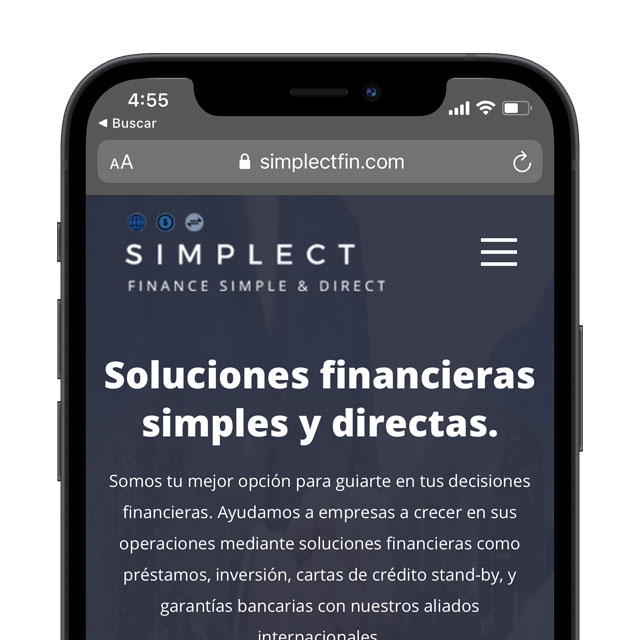 4:55
◀ Buscar
AA
simplectfin.com
SIMPLECT
FINANCE SIMPLE & DIRECT
Soluciones financieras
simples y directas.
Somos tu mejor opción para guiarte en tus decisiones
financieras. Ayudamos a empresas a crecer en sus
operaciones mediante soluciones financieras como
préstamos, inversión, cartas de crédito stand-by, y
garantías bancarias con nuestros aliados
internacionales.